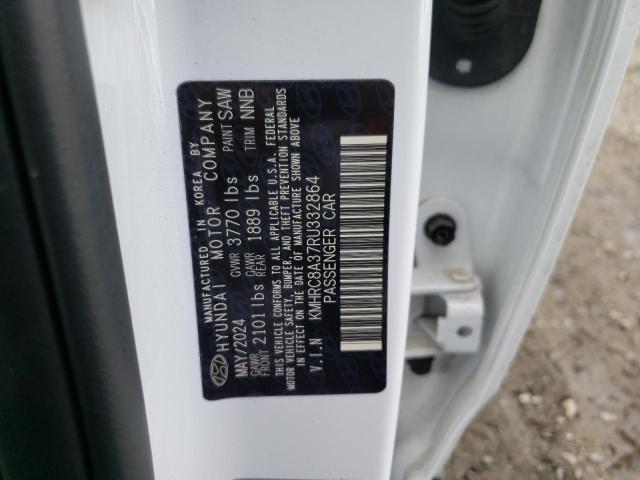 MANUFACTURED IN KOREA BY
HYUNDAI MOTOR COMPANY
MAY/2024 GVWR 3770 lbs PAINT SAW
GAWR FRONT 2101 lbs GAWR REAR 1889 lbs TRIM NNB
THIS VEHICLE CONFORMS TO ALL APPLICABLE U.S.A. FEDERAL
MOTOR VEHICLE SAFETY, BUMPER, AND THEFT PREVENTION STANDARDS
IN EFFECT ON THE DATE OF MANUFACTURE SHOWN ABOVE
V.I.N KMHRC8A37RU332864
PASSENGER CAR